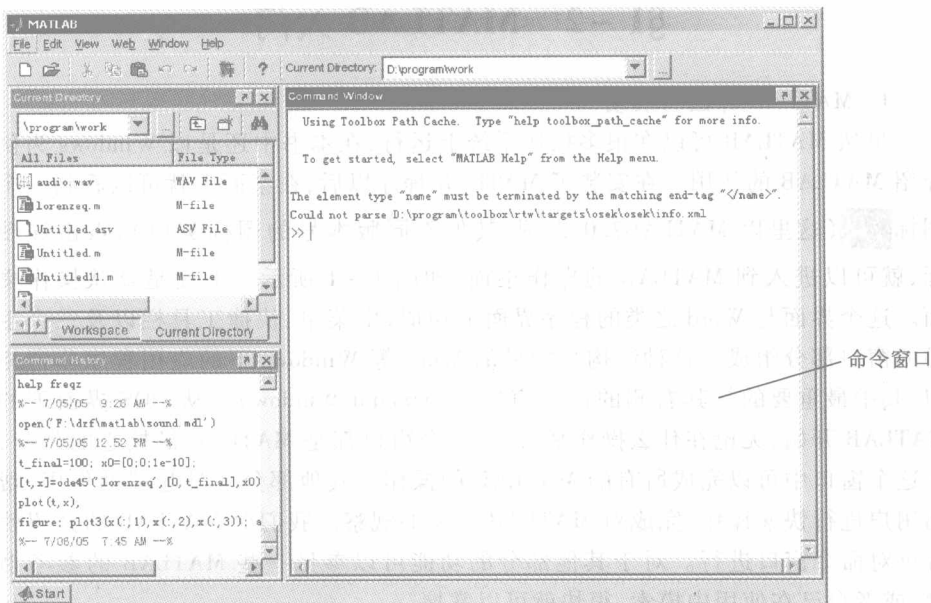 MATLAB
File Edit View Web Window Help
? Current Directory: D:\program\work ...
Current Directory
\program\work ...
All Files File Type
audio.wav WAV File
lorenzeq.m M-file
Untitled.asv ASV File
Untitled.m M-file
Untitled11.m M-file
Workspace Current Directory
Command History
help freqz
%-- 7/05/05 9:28 AM --%
open('F:\drf\matlab\sound.mdl')
%-- 7/05/05 12:52 PM --%
t_final=100; x0=[0;0;1e-10];
[t,x]=ode45('lorenzeq',[0,t_final],x0)
plot(t,x),
figure; plot3(x(:,1),x(:,2),x(:,3)); a
%-- 7/06/05 7:45 AM --%
Start
Command Window
Using Toolbox Path Cache. Type "help toolbox_path_cache" for more info.
To get started, select "MATLAB Help" from the Help menu.
The element type "name" must be terminated by the matching end-tag "</name>".
Could not parse D:\program\toolbox\rtw\targets\osek\osek\info.xml
>>
命令窗口